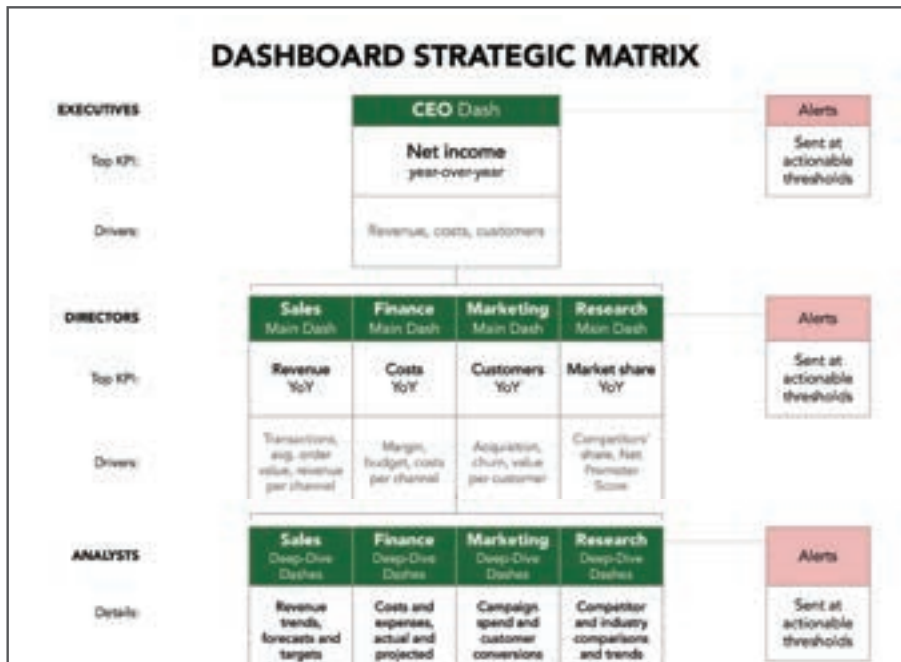 DASHBOARD STRATEGIC MATRIX
EXECUTIVES
CEO Dash
Alerts
Top KPI:
Net income
year-over-year
Sent at
actionable
thresholds
Drivers:
Revenue, costs, customers
DIRECTORS
Sales
Main Dash
Finance
Main Dash
Marketing
Main Dash
Research
Main Dash
Alerts
Top KPI:
Revenue
YoY
Costs
YoY
Customers
YoY
Market share
YoY
Sent at
actionable
thresholds
Drivers:
Transactions,
avg. order
value, revenue
per channel
Margin,
budget, costs
per channel
Acquisition,
churn, value
per customer
Competitors'
share, Net
Promoter
Score
ANALYSTS
Sales
Deep-Dive
Dashes
Finance
Deep-Dive
Dashes
Marketing
Deep-Dive
Dashes
Research
Deep-Dive
Dashes
Alerts
Details:
Revenue
trends,
forecasts and
targets
Costs and
expenses,
actual and
projected
Campaign
spend and
customer
conversions
Competitor
and industry
comparisons
and trends
Sent at
actionable
thresholds